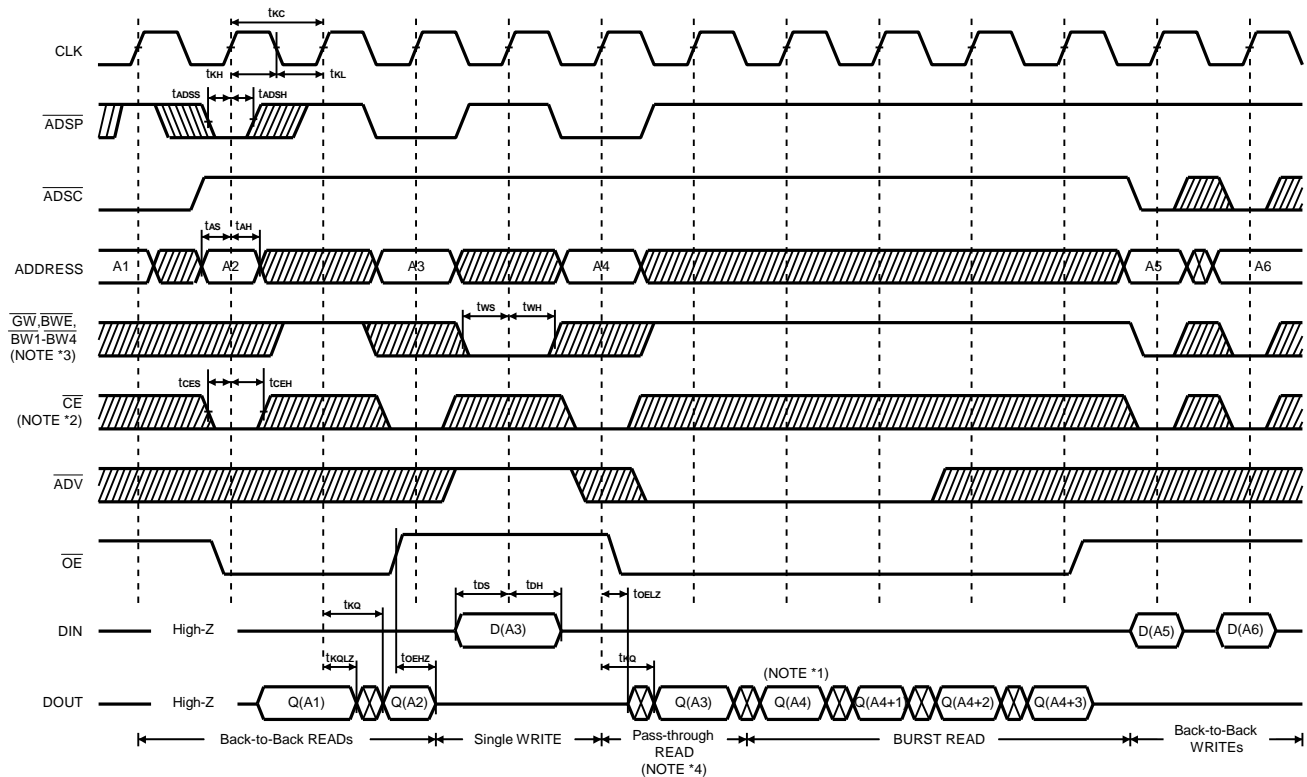 tKC
CLK
tKH
tKL
tADSS
tADSH
ADSP
ADSC
tAS
tAH
ADDRESS
A1
A2
A3
A4
A5
A6
GW,BWE,
BW1-BW4
(NOTE *3)
tWS
tWH
tCES
tCEH
CE
(NOTE *2)
ADV
OE
tDS
tDH
tOELZ
tKQ
DIN
High-Z
D(A3)
D(A5)
D(A6)
tKQLZ
tOEHZ
tKQ
(NOTE *1)
DOUT
High-Z
Q(A1)
Q(A2)
Q(A3)
Q(A4)
Q(A4+1)
Q(A4+2)
Q(A4+3)
Back-to-Back READs
Single WRITE
Pass-through
READ
(NOTE *4)
BURST READ
Back-to-Back
WRITEs